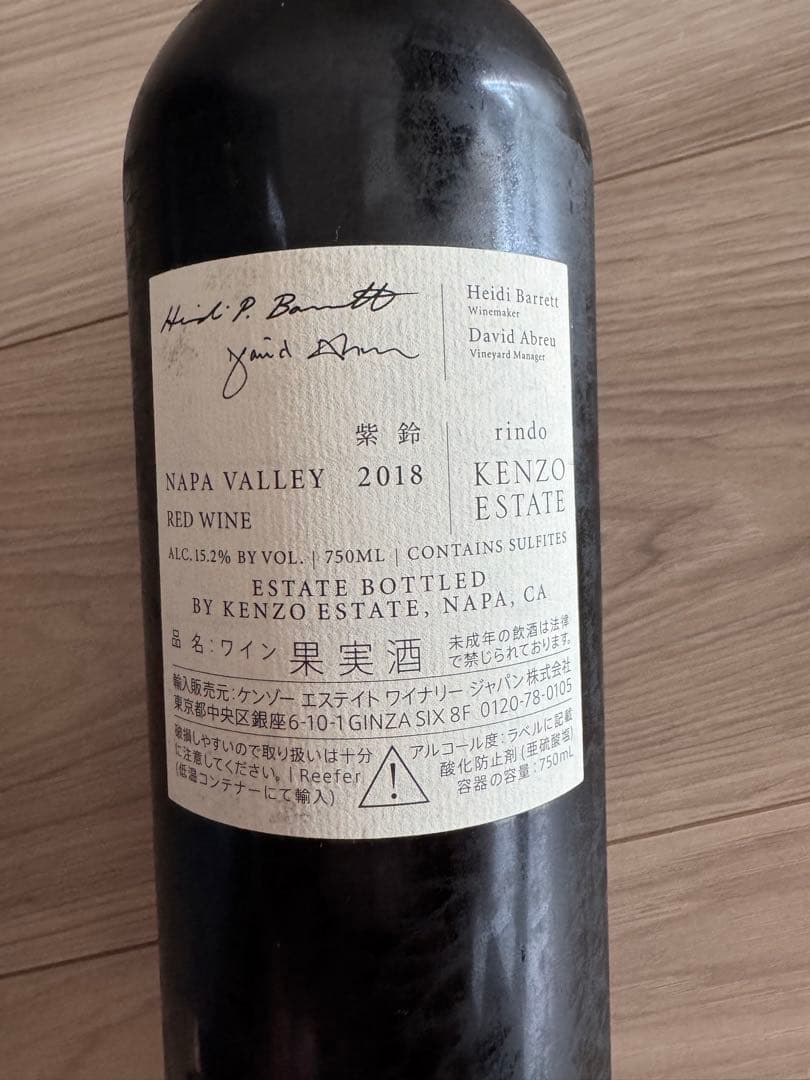 Heidi P. Barrett
David Abreu
Heidi Barrett
Winemaker
David Abreu
Vineyard Manager
紫鈴
rindo
NAPA VALLEY 2018
KENZO
ESTATE
RED WINE
ALC. 15.2% BY VOL. | 750ML | CONTAINS SULFITES
ESTATE BOTTLED
BY KENZO ESTATE, NAPA, CA
品名:ワイン 果実酒
未成年の飲酒は法律
で禁じられております。
輸入販売元:ケンゾー エステイト ワイナリー ジャパン株式会社
東京都中央区銀座6-10-1GINZA SIX 8F 0120-78-0105
破損しやすいので取り扱いは十分
に注意してください。| Reefer
(低温コンテナーにて輸入)
!
アルコール度:ラベルに記載
酸化防止剤(亜硫酸塩)
容器の容量:750mL